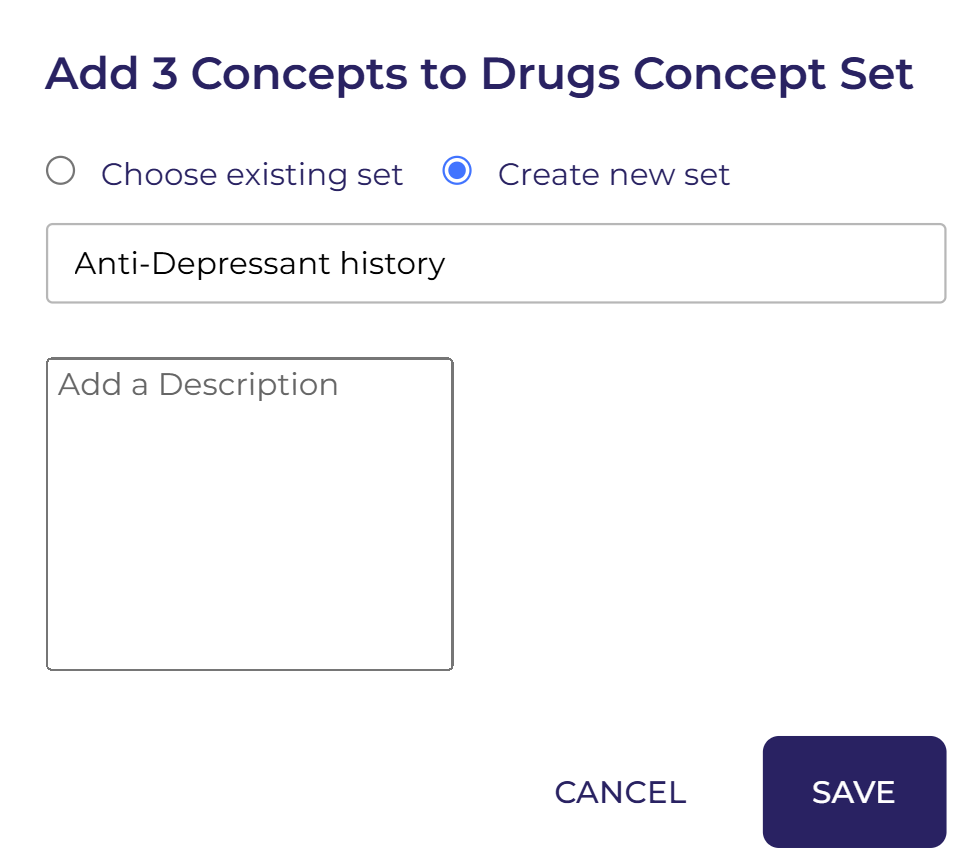 Add 3 Concepts to Drugs Concept Set
Choose existing set Create new set
Anti-Depressant history
Add a Description
CANCEL SAVE